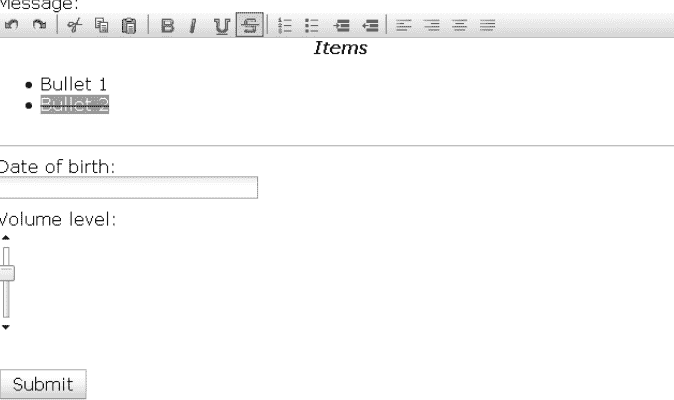 Message:
B I U S
Items
• Bullet 1
• Bullet 2
Date of birth:
Volume level:
Submit